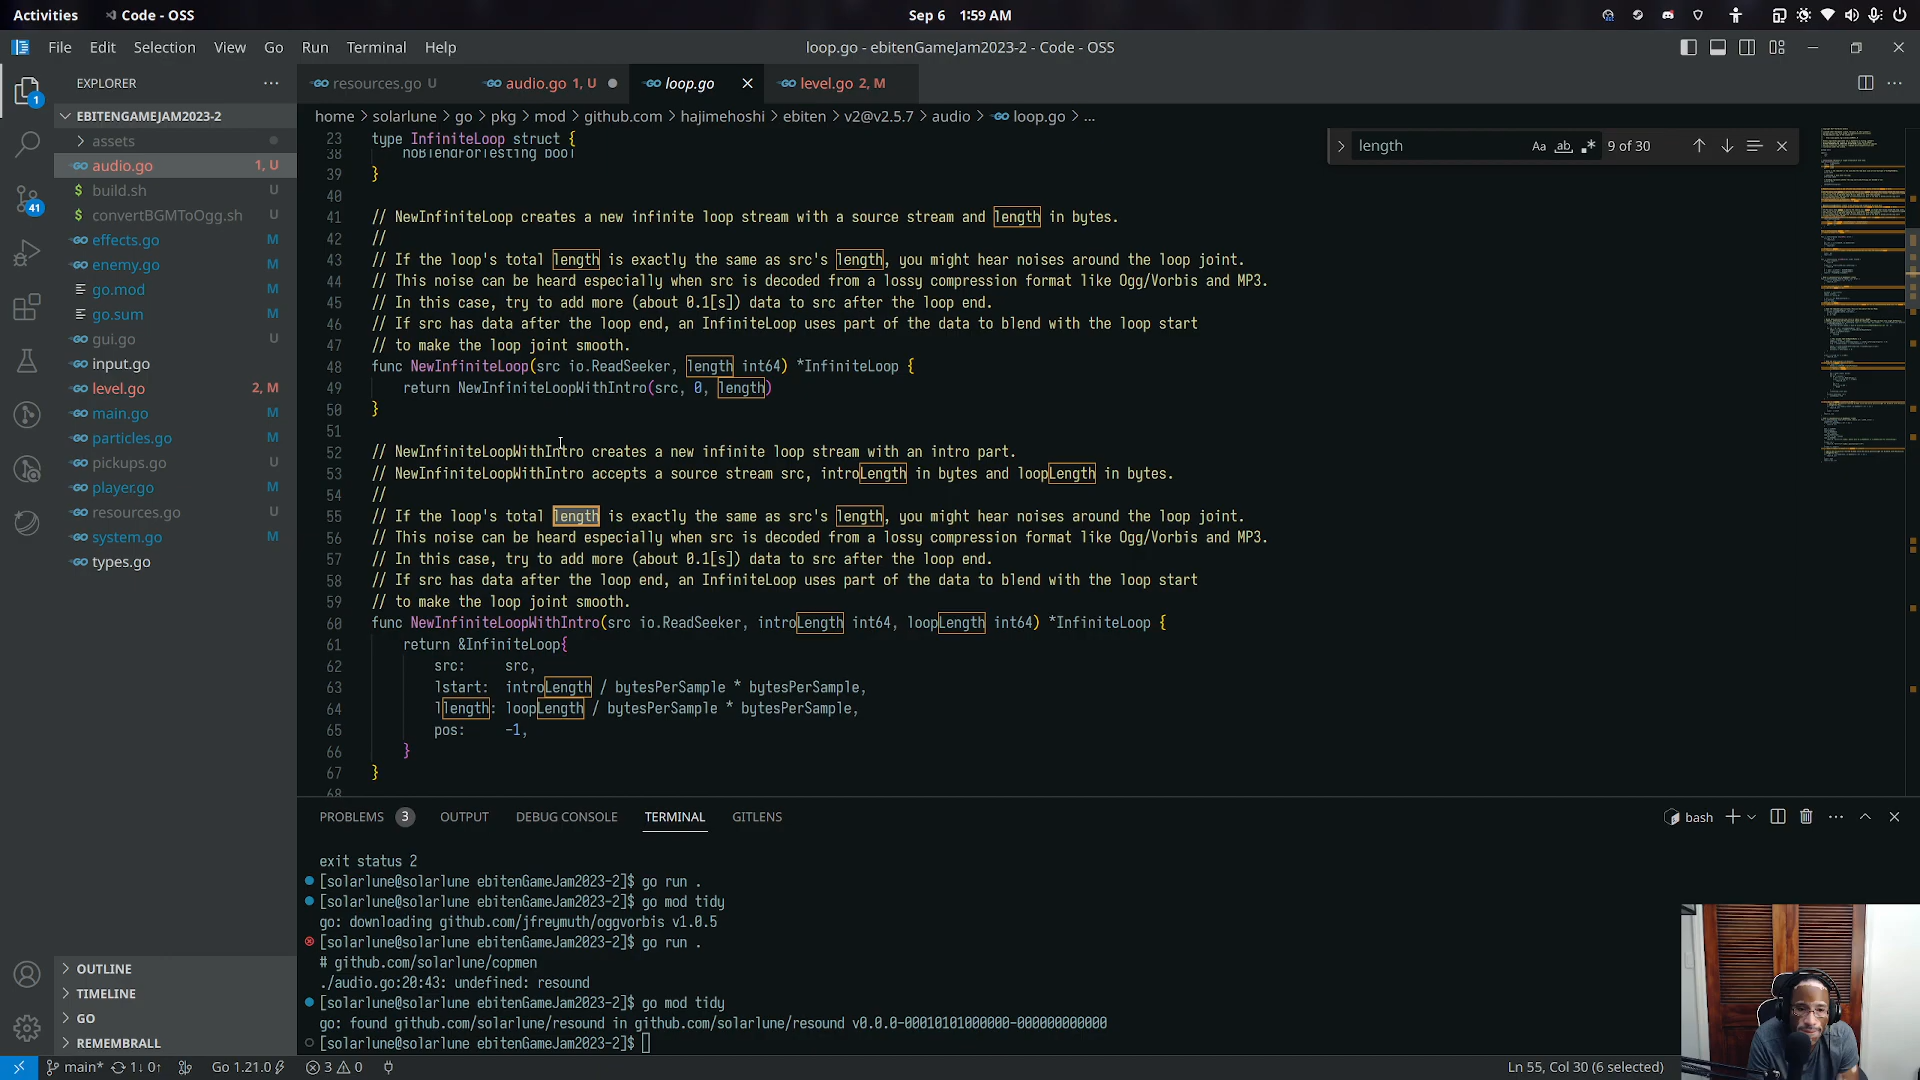 Activities
Code - OSS
Sep 6 1:59 AM
File Edit Selection View Go Run Terminal Help
loop.go - ebitenGameJam2023-2 - Code - OSS
EXPLORER
resources.go U
audio.go 1, U
loop.go
level.go 2, M
EBITENGAMEJAM2023-2
home > solarlune > go > pkg > mod > github.com > hajimehoshi > ebiten > v2@v2.5.7 > audio > loop.go > ...
assets
audio.go 1, U
build.sh U
convertBGMToOgg.sh U
effects.go M
enemy.go M
go.mod M
go.sum M
gui.go U
input.go
level.go 2, M
main.go M
particles.go M
pickups.go U
player.go M
resources.go U
system.go M
types.go
OUTLINE
TIMELINE
GO
REMEMBRALL
1
41
length
Aa ab 9 of 30
23 type InfiniteLoop struct {
38 noBlendForTesting bool
39 }
40
41 // NewInfiniteLoop creates a new infinite loop stream with a source stream and length in bytes.
42 //
43 // If the loop's total length is exactly the same as src's length, you might hear noises around the loop joint.
44 // This noise can be heard especially when src is decoded from a lossy compression format like Ogg/Vorbis and MP3.
45 // In this case, try to add more (about 0.1[s]) data to src after the loop end.
46 // If src has data after the loop end, an InfiniteLoop uses part of the data to blend with the loop start
47 // to make the loop joint smooth.
48 func NewInfiniteLoop(src io.ReadSeeker, length int64) *InfiniteLoop {
49 return NewInfiniteLoopWithIntro(src, 0, length)
50 }
51
52 // NewInfiniteLoopWithIntro creates a new infinite loop stream with an intro part.
53 // NewInfiniteLoopWithIntro accepts a source stream src, introLength in bytes and loopLength in bytes.
54 //
55 // If the loop's total length is exactly the same as src's length, you might hear noises around the loop joint.
56 // This noise can be heard especially when src is decoded from a lossy compression format like Ogg/Vorbis and MP3.
57 // In this case, try to add more (about 0.1[s]) data to src after the loop end.
58 // If src has data after the loop end, an InfiniteLoop uses part of the data to blend with the loop start
59 // to make the loop joint smooth.
60 func NewInfiniteLoopWithIntro(src io.ReadSeeker, introLength int64, loopLength int64) *InfiniteLoop {
61 return &InfiniteLoop{
62 src: src,
63 lstart: introLength / bytesPerSample * bytesPerSample,
64 llength: loopLength / bytesPerSample * bytesPerSample,
65 pos: -1,
66 }
67 }
68
PROBLEMS 3 OUTPUT DEBUG CONSOLE TERMINAL GITLENS
bash
exit status 2
[solarlune@solarlune ebitenGameJam2023-2]$ go run .
[solarlune@solarlune ebitenGameJam2023-2]$ go mod tidy
go: downloading github.com/jfreymuth/oggvorbis v1.0.5
[solarlune@solarlune ebitenGameJam2023-2]$ go run .
# github.com/solarlune/copmen
./audio.go:20:43: undefined: resound
[solarlune@solarlune ebitenGameJam2023-2]$ go mod tidy
go: found github.com/solarlune/resound in github.com/solarlune/resound v0.0.0-00010101000000-000000000000
[solarlune@solarlune ebitenGameJam2023-2]$
main* 1↓ 0↑ Go 1.21.0 3 0
Ln 55, Col 30 (6 selected)